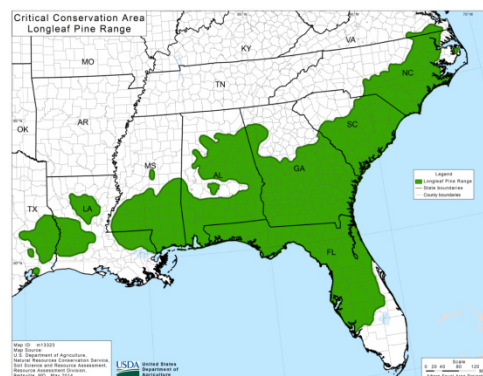 Critical Conservation Area
Longleaf Pine Range
MO
KY
VA
TN
NC
OK
AR
SC
MS
AL
GA
TX
LA
FL
Legend
Longleaf Pine Range
State boundaries
County boundaries
Map ID: m13023
Map Source:
U.S. Department of Agriculture,
Natural Resources Conservation Service,
Soil Science and Resource Assessment,
Resource Assessment Division,
May 2014
USDA
United States
Department of
Agriculture
Scale